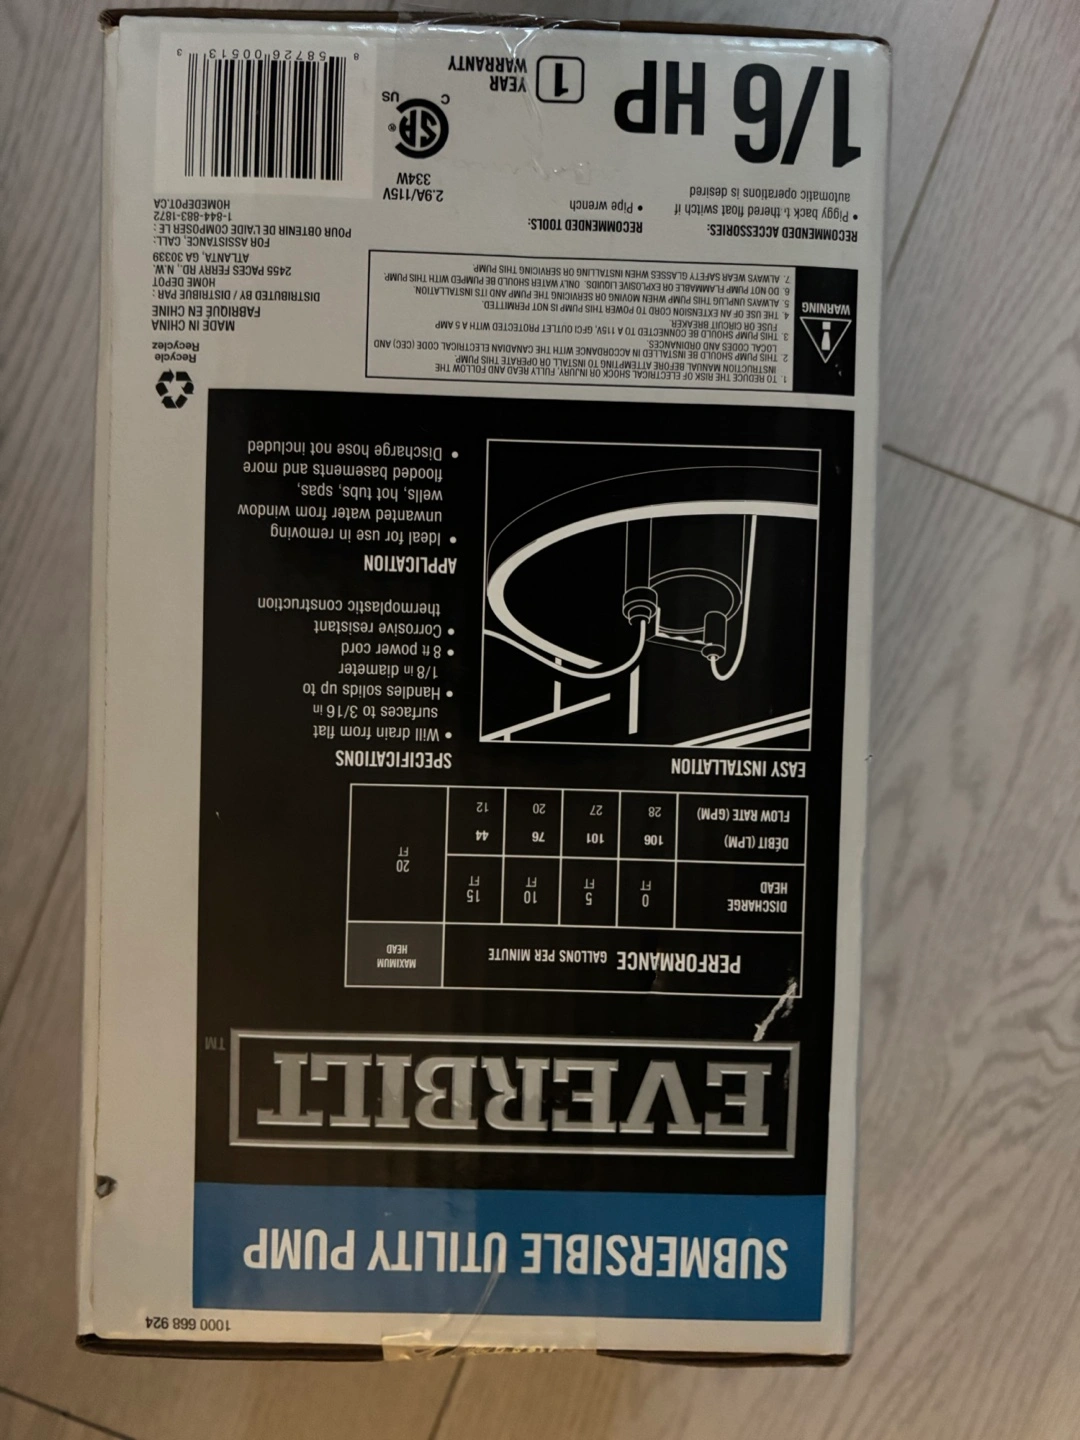 1000 668 924
SUBMERSIBLE UTILITY PUMP
EVERBILT™
PERFORMANCE GALLONS PER MINUTE
MAXIMUM
HEAD
DISCHARGE
HEAD
0
FT
5
FT
10
FT
15
FT
20
FT
DÉBIT (LPM) 106 101 76 44
FLOW RATE (GPM) 28 27 20 12
EASY INSTALLATION
SPECIFICATIONS
• Will drain from flat
surfaces to 3/16 in
• Handles solids up to
1/8 in diameter
• 8 ft power cord
• Corrosive resistant
thermoplastic construction
APPLICATION
• Ideal for use in removing
unwanted water from window
wells, hot tubs, spas,
flooded basements and more
• Discharge hose not included
WARNING
1. TO REDUCE THE RISK OF ELECTRICAL SHOCK OR INJURY, FULLY READ AND FOLLOW THE
INSTRUCTION MANUAL BEFORE ATTEMPTING TO INSTALL OR OPERATE THIS PUMP.
2. THIS PUMP SHOULD BE INSTALLED IN ACCORDANCE WITH THE CANADIAN ELECTRICAL CODE (CEC) AND
LOCAL CODES AND ORDINANCES.
3. THIS PUMP SHOULD BE CONNECTED TO A 115V, GFCI OUTLET PROTECTED WITH A 5 AMP
FUSE OR CIRCUIT BREAKER
4. THE USE OF AN EXTENSION CORD TO POWER THIS PUMP IS NOT PERMITTED.
5. ALWAYS UNPLUG THIS PUMP WHEN MOVING OR SERVICING THE PUMP AND ITS INSTALLATION.
6. DO NOT PUMP FLAMMABLE OR EXPLOSIVE LIQUIDS. ONLY WATER SHOULD BE PUMPED WITH THIS PUMP.
7. ALWAYS WEAR SAFETY GLASSES WHEN INSTALLING OR SERVICING THIS PUMP.
Recycle
Recyclez
MADE IN CHINA
FABRIQUÉ EN CHINE
DISTRIBUTED BY / DISTRIBUÉ PAR :
HOME DEPOT
2455 PACES FERRY RD., N.W.
ATLANTA, GA 30339
FOR ASSISTANCE, CALL:
POUR OBTENIR DE L'AIDE COMPOSER LE :
1-844-883-1872
HOMEDEPOT.CA
RECOMMENDED ACCESSORIES:
• Piggy back t thered float switch if
automatic operations is desired
RECOMMENDED TOOLS:
• Pipe wrench
2.9A/115V
334W
1/6 HP
1 YEAR
WARRANTY
C SA® US
8 58726 00513 3